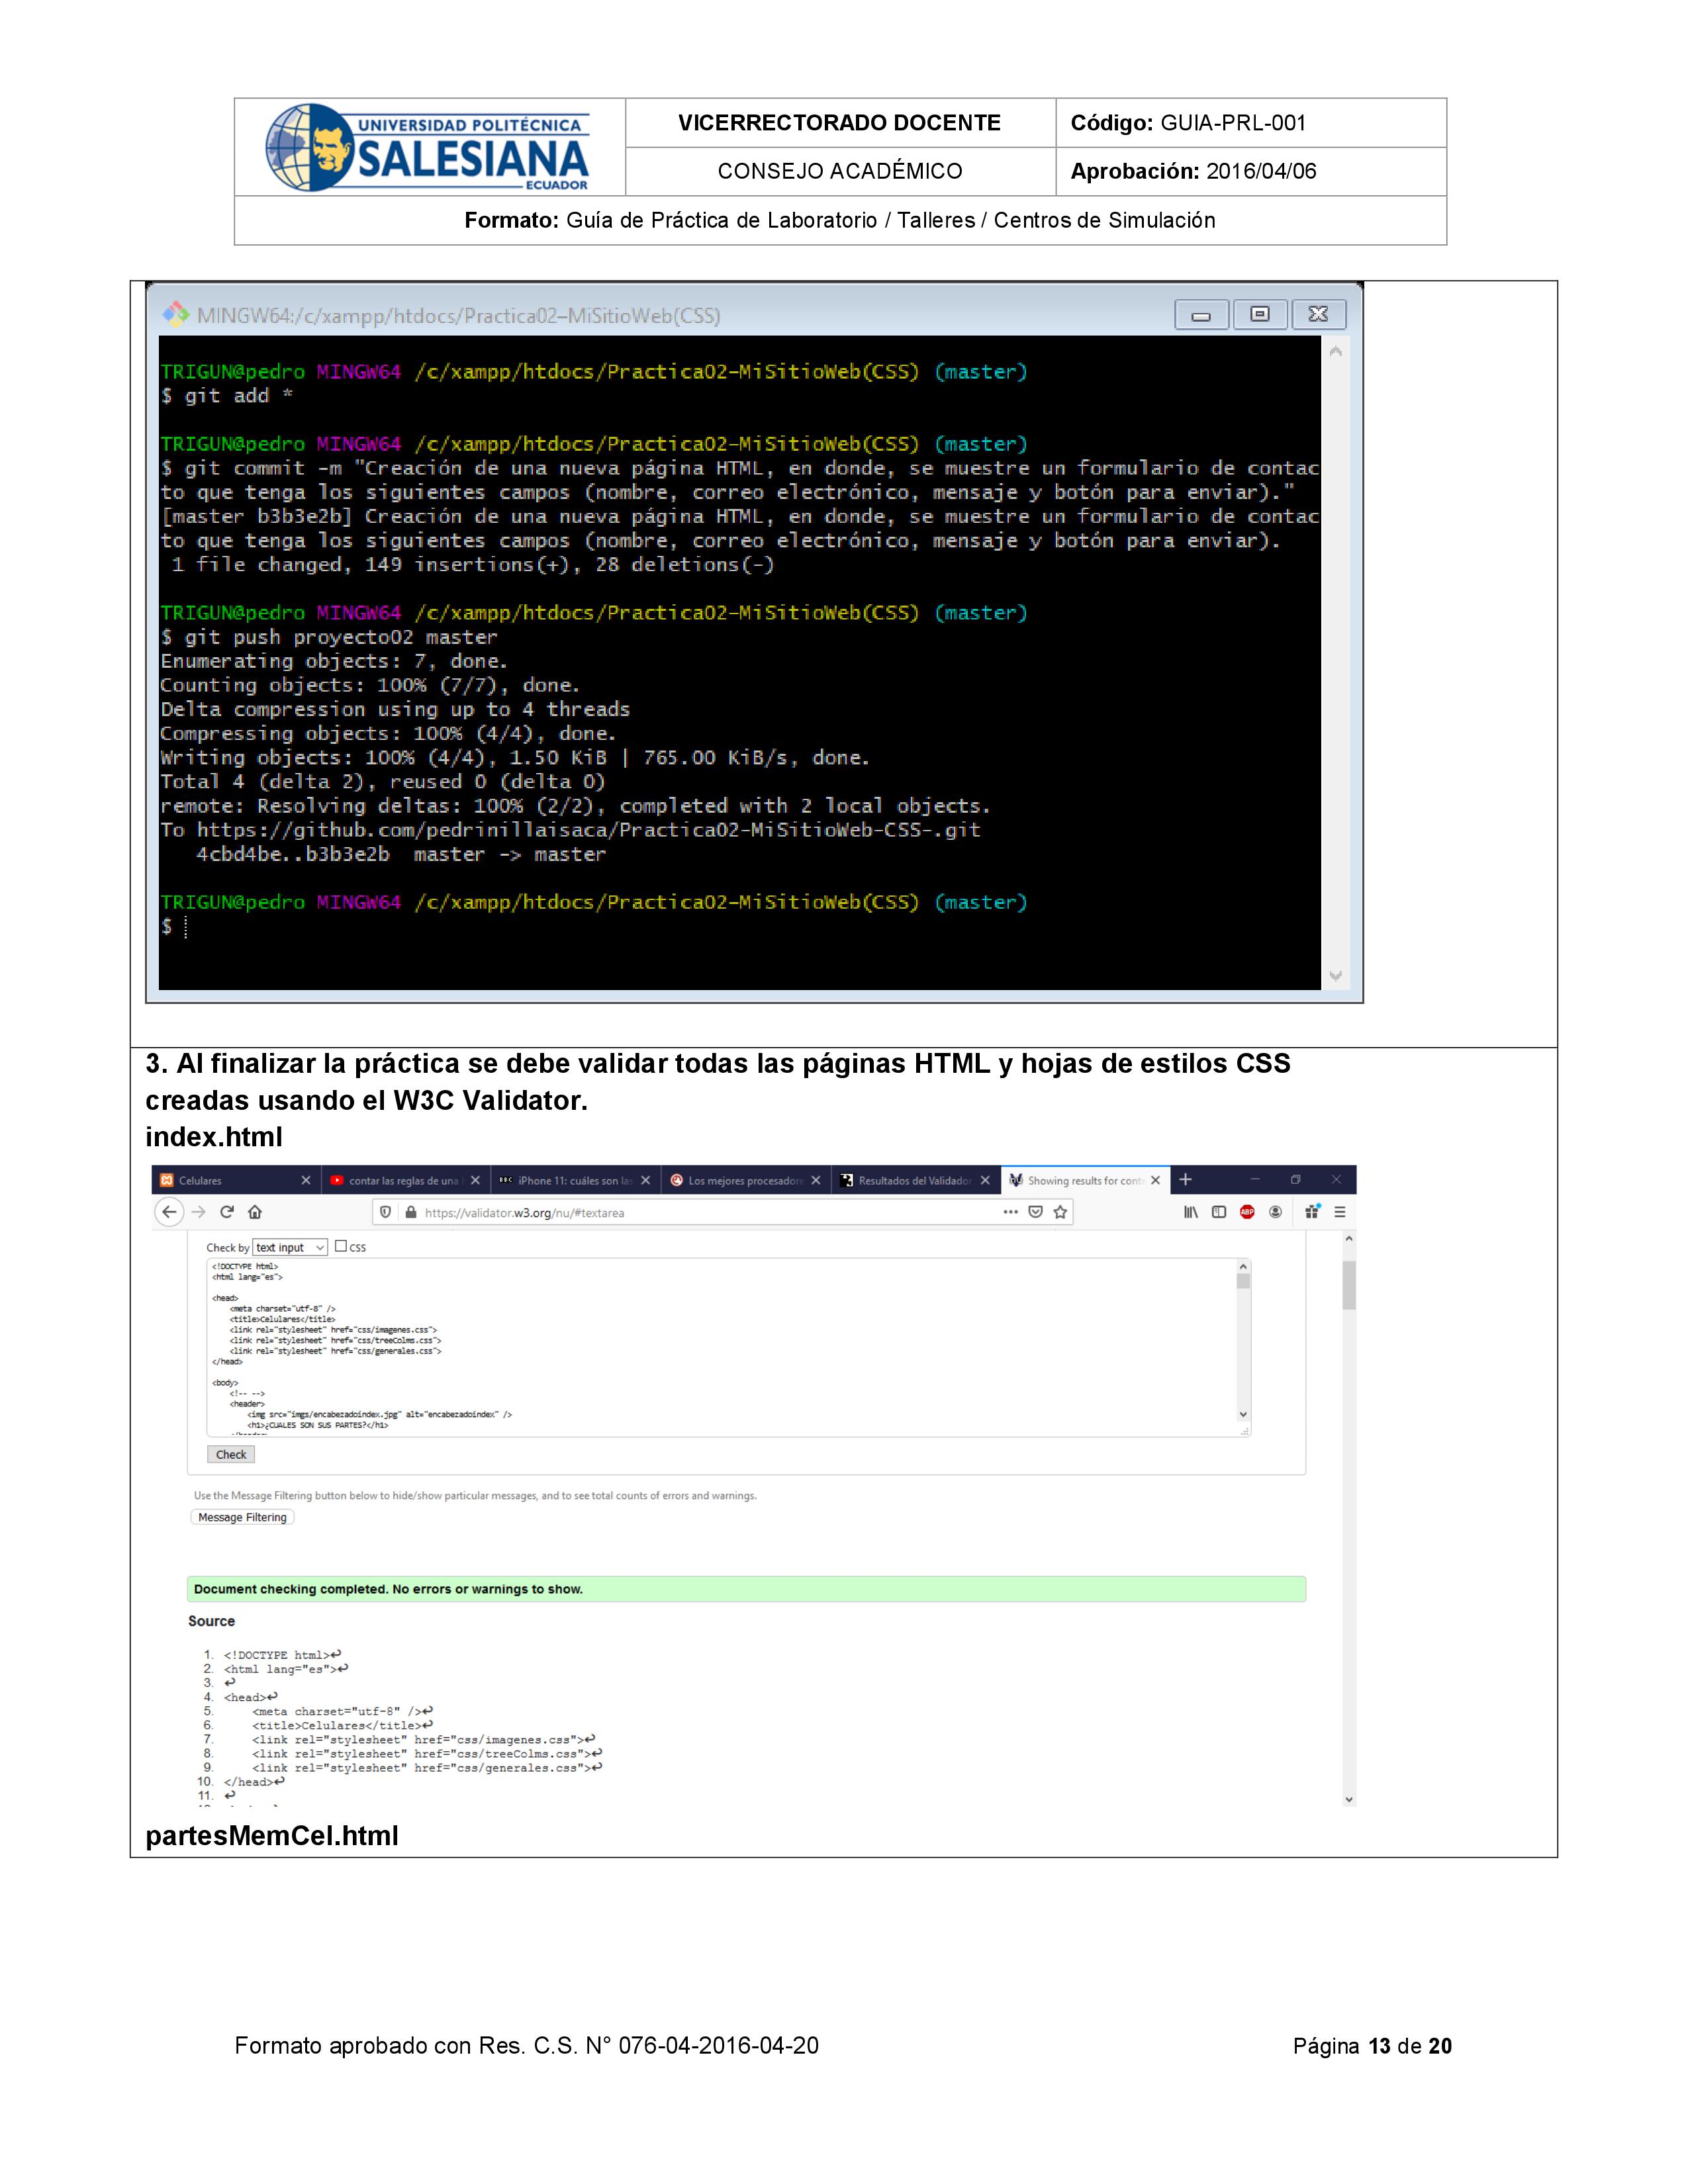 UNIVERSIDAD POLITÉCNICA
SALESIANA
ECUADOR
VICERRECTORADO DOCENTE
Código: GUIA-PRL-001
CONSEJO ACADÉMICO
Aprobación: 2016/04/06
Formato: Guía de Práctica de Laboratorio / Talleres / Centros de Simulación
MINGW64:/c/xampp/htdocs/Practica02–MiSitioWeb(CSS)
TRIGUN@pedro MINGW64 /c/xampp/htdocs/Practica02–MiSitioWeb(CSS) (master)
$ git add *
TRIGUN@pedro MINGW64 /c/xampp/htdocs/Practica02–MiSitioWeb(CSS) (master)
$ git commit -m "Creación de una nueva página HTML, en donde, se muestre un formulario de contac
to que tenga los siguientes campos (nombre, correo electrónico, mensaje y botón para enviar)."
[master b3b3e2b] Creación de una nueva página HTML, en donde, se muestre un formulario de contac
to que tenga los siguientes campos (nombre, correo electrónico, mensaje y botón para enviar).
1 file changed, 149 insertions(+), 28 deletions(-)
TRIGUN@pedro MINGW64 /c/xampp/htdocs/Practica02–MiSitioWeb(CSS) (master)
$ git push proyecto02 master
Enumerating objects: 7, done.
Counting objects: 100% (7/7), done.
Delta compression using up to 4 threads
Compressing objects: 100% (4/4), done.
Writing objects: 100% (4/4), 1.50 KiB | 765.00 KiB/s, done.
Total 4 (delta 2), reused 0 (delta 0)
remote: Resolving deltas: 100% (2/2), completed with 2 local objects.
To https://github.com/pedrinillaisaca/Practica02-MiSitioWeb-CSS-.git
4cbd4be..b3b3e2b master -> master
TRIGUN@pedro MINGW64 /c/xampp/htdocs/Practica02–MiSitioWeb(CSS) (master)
$
3. Al finalizar la práctica se debe validar todas las páginas HTML y hojas de estilos CSS
creadas usando el W3C Validator.
index.html
Celulares
contar las reglas de una
BBC iPhone 11: cuáles son las
Los mejores procesadore
Resultados del Validador
Showing results for conte
https://validator.w3.org/nu/#textarea
ABP
Check by text input CSS
<!DOCTYPE html>
<html lang="es">
<head>
<meta charset="utf-8" />
<title>Celulares</title>
<link rel="stylesheet" href="css/imagenes.css">
<link rel="stylesheet" href="css/treeColms.css">
<link rel="stylesheet" href="css/generales.css">
</head>
<body>
<!-- -->
<header>
<img src="imgs/encabezadoindex.jpg" alt="encabezadoindex" />
<h1>¿CUALES SON SUS PARTES?</h1>
Check
Use the Message Filtering button below to hide/show particular messages, and to see total counts of errors and warnings.
Message Filtering
Document checking completed. No errors or warnings to show.
Source
1. <!DOCTYPE html>↩
2. <html lang="es">↩
3. ↩
4. <head>↩
5. <meta charset="utf-8" />↩
6. <title>Celulares</title>↩
7. <link rel="stylesheet" href="css/imagenes.css">↩
8. <link rel="stylesheet" href="css/treeColms.css">↩
9. <link rel="stylesheet" href="css/generales.css">↩
10. </head>↩
11. ↩
partesMemCel.html
Formato aprobado con Res. C.S. N° 076-04-2016-04-20
Página 13 de 20